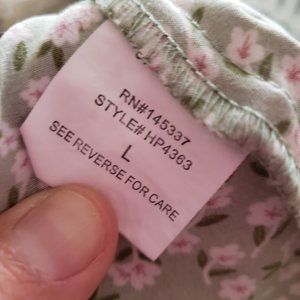 RN#145337
STYLE# HP4363
L
SEE REVERSE FOR CARE